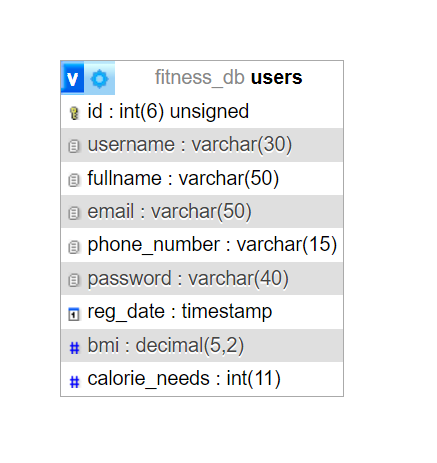 v fitness_db users
id : int(6) unsigned
username : varchar(30)
fullname : varchar(50)
email : varchar(50)
phone_number : varchar(15)
password : varchar(40)
reg_date : timestamp
# bmi : decimal(5,2)
# calorie_needs : int(11)